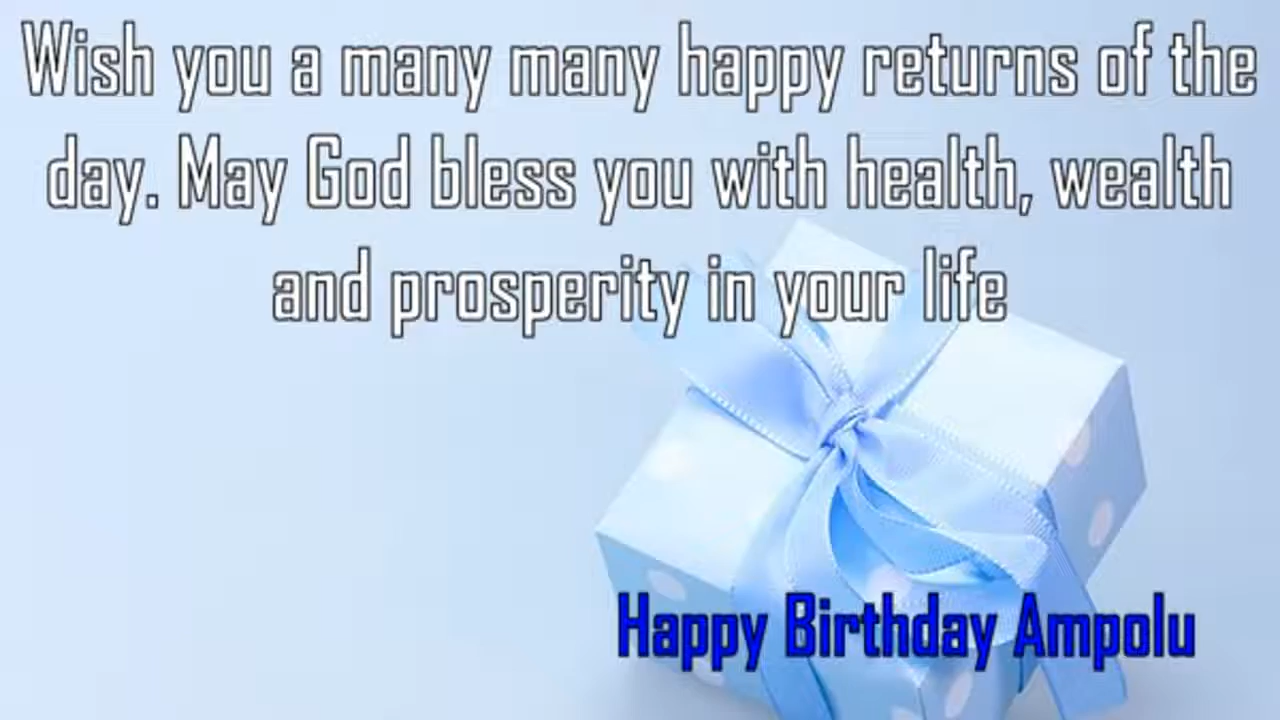 Wish you a many many happy returns of the
day. May God bless you with health, wealth
and prosperity in your life
Happy Birthday Ampolu